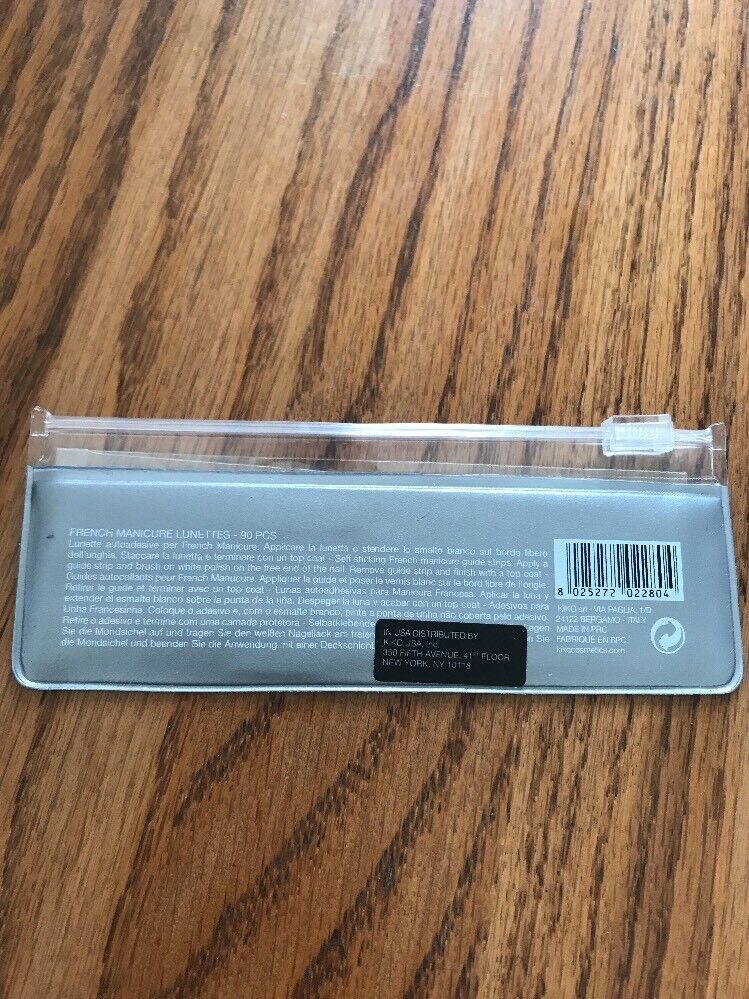 FRENCH MANICURE LUNETTES - 90 PCS
Lunette autoadesive per French Manicure. Applicare la lunetta e stendere lo smalto bianco sul bordo libero
dell'unghia. Staccare la lunetta e terminare con un top coat - Self sticking French manicure guide strips. Apply a
guide strip and brush on white polish on the free end of the nail. Remove guide strip and finish with a top coat
Guides autocollants pour French Manucure. Appliquer la guide et poser le vernis blanc sur le bord libre de l'ongle.
Retirer le guide et terminer avec un top coat - Lunas autoadhesivas para Manicura Francesa. Aplicar la luna y
extender el esmalte blanco sobre la punta de la uña. Despegar la luna y acabar con un top coat - Adesivos para
Unha Francesinha. Coloque o adesivo e, com o esmalte branco, pinte a ponta da unha não coberta pelo adesivo.
Retire o adesivo e termine com uma camada protetora - Selbstklebende
Sie die Mondsichel auf und tragen Sie den weißen Nagellack am freien Sie
die Mondsichel und beenden Sie die Anwendung mit einer
IN USA DISTRIBUTED BY
KIKO USA, Inc.
350 FIFTH AVENUE, 41ST FLOOR
NEW YORK, NY 10118
8 025272 022804
KIKO srl - VIA PAGLIA, 1/D
24122 BERGAMO - ITALY
MADE IN PRC
FABRIQUÉ EN RPC
kikocosmetics.com